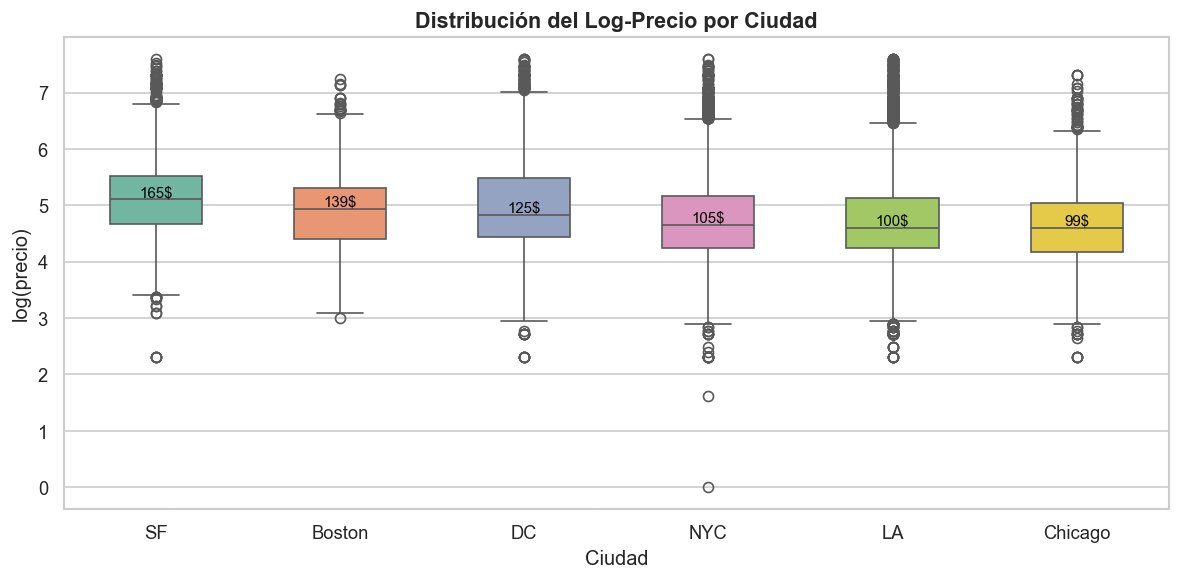 Distribución del Log-Precio por Ciudad
log(precio)
7
6
5
4
3
2
1
0
165$
139$
125$
105$
100$
99$
SF
Boston
DC
NYC
LA
Chicago
Ciudad